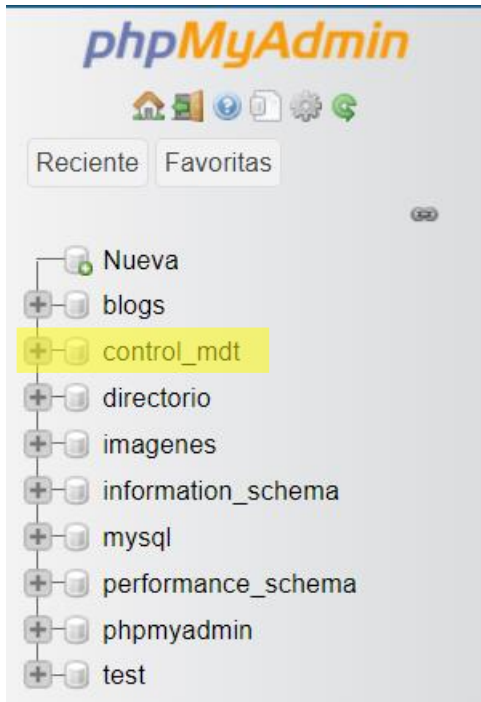 phpMyAdmin
Reciente Favoritas
Nueva
blogs
control_mdt
directorio
imagenes
information_schema
mysql
performance_schema
phpmyadmin
test